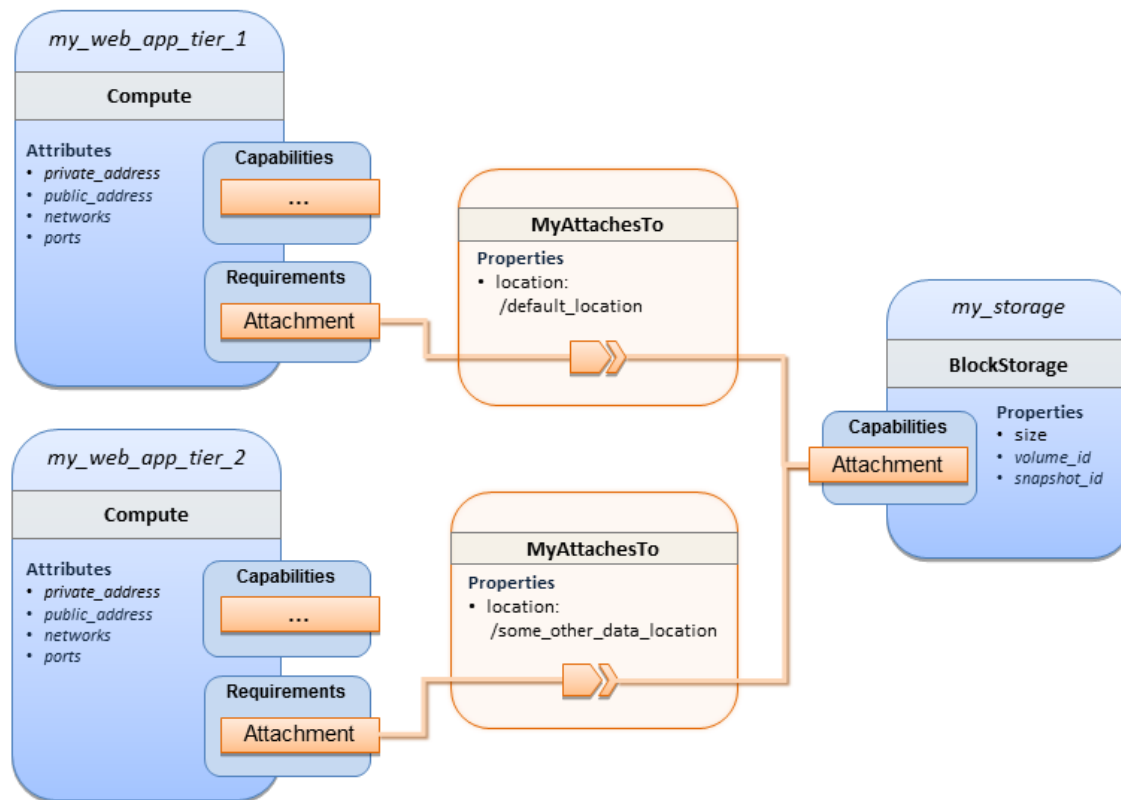 my_web_app_tier_1
Compute
Attributes
• private_address
• public_address
• networks
• ports
Capabilities
...
Requirements
Attachment
MyAttachesTo
Properties
• location:
/default_location
my_storage
BlockStorage
Capabilities
Attachment
Properties
• size
• volume_id
• snapshot_id
my_web_app_tier_2
Compute
Attributes
• private_address
• public_address
• networks
• ports
Capabilities
...
Requirements
Attachment
MyAttachesTo
Properties
• location:
/some_other_data_location